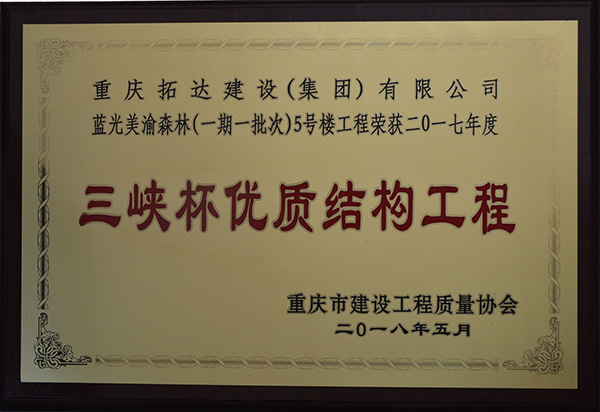 重庆拓达建设(集团)有限公司
蓝光美渝森林(一期一批次)5号楼工程荣获二0一七年度
三峡杯优质结构工程
重庆市建设工程质量协会
二0一八年五月